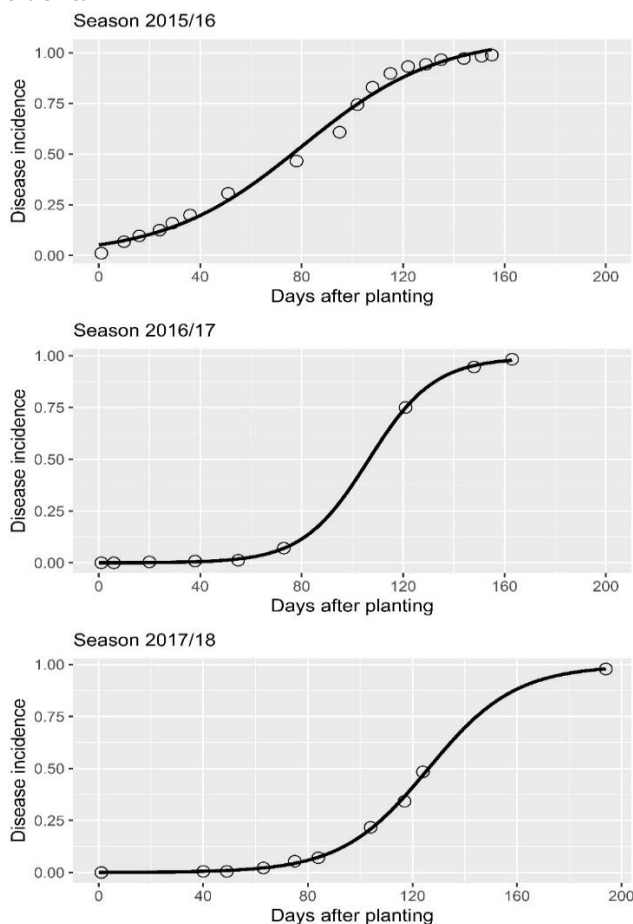 Season 2015/16
1.00
0.75
0.50
0.25
0.00
Disease incidence
0 40 80 120 160 200
Days after planting
Season 2016/17
1.00
0.75
0.50
0.25
0.00
Disease incidence
0 40 80 120 160 200
Days after planting
Season 2017/18
1.00
0.75
0.50
0.25
0.00
Disease incidence
0 40 80 120 160 200
Days after planting